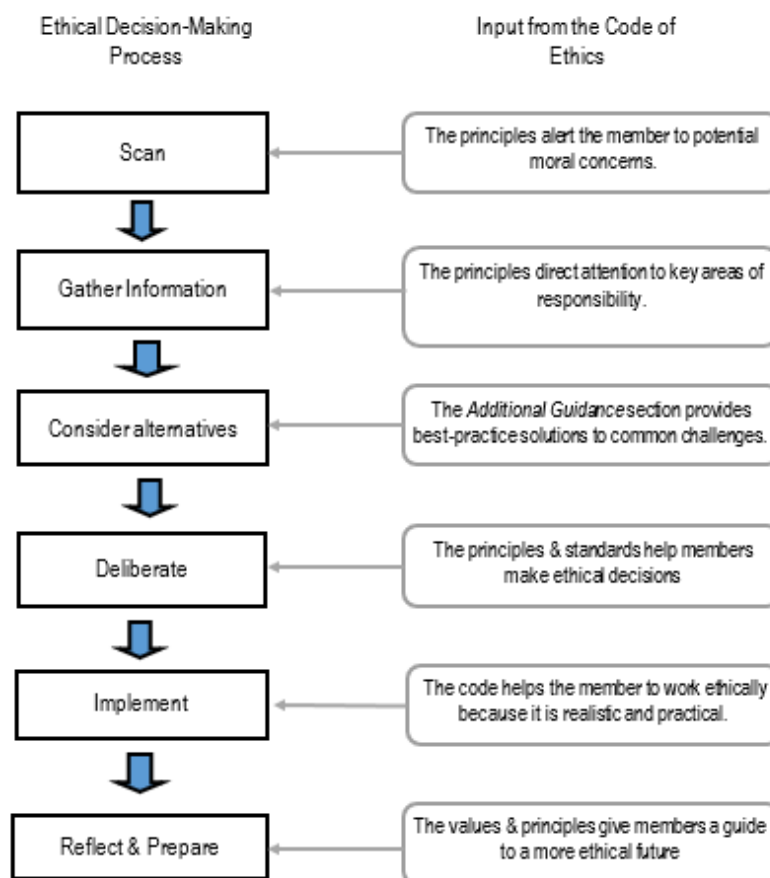 Ethical Decision-Making
Process
Input from the Code of
Ethics
Scan
The principles alert the member to potential
moral concerns.
Gather Information
The principles direct attention to key areas of
responsibility.
Consider alternatives
The Additional Guidance section provides
best-practice solutions to common challenges.
Deliberate
The principles & standards help members
make ethical decisions
Implement
The code helps the member to work ethically
because it is realistic and practical.
Reflect & Prepare
The values & principles give members a guide
to a more ethical future